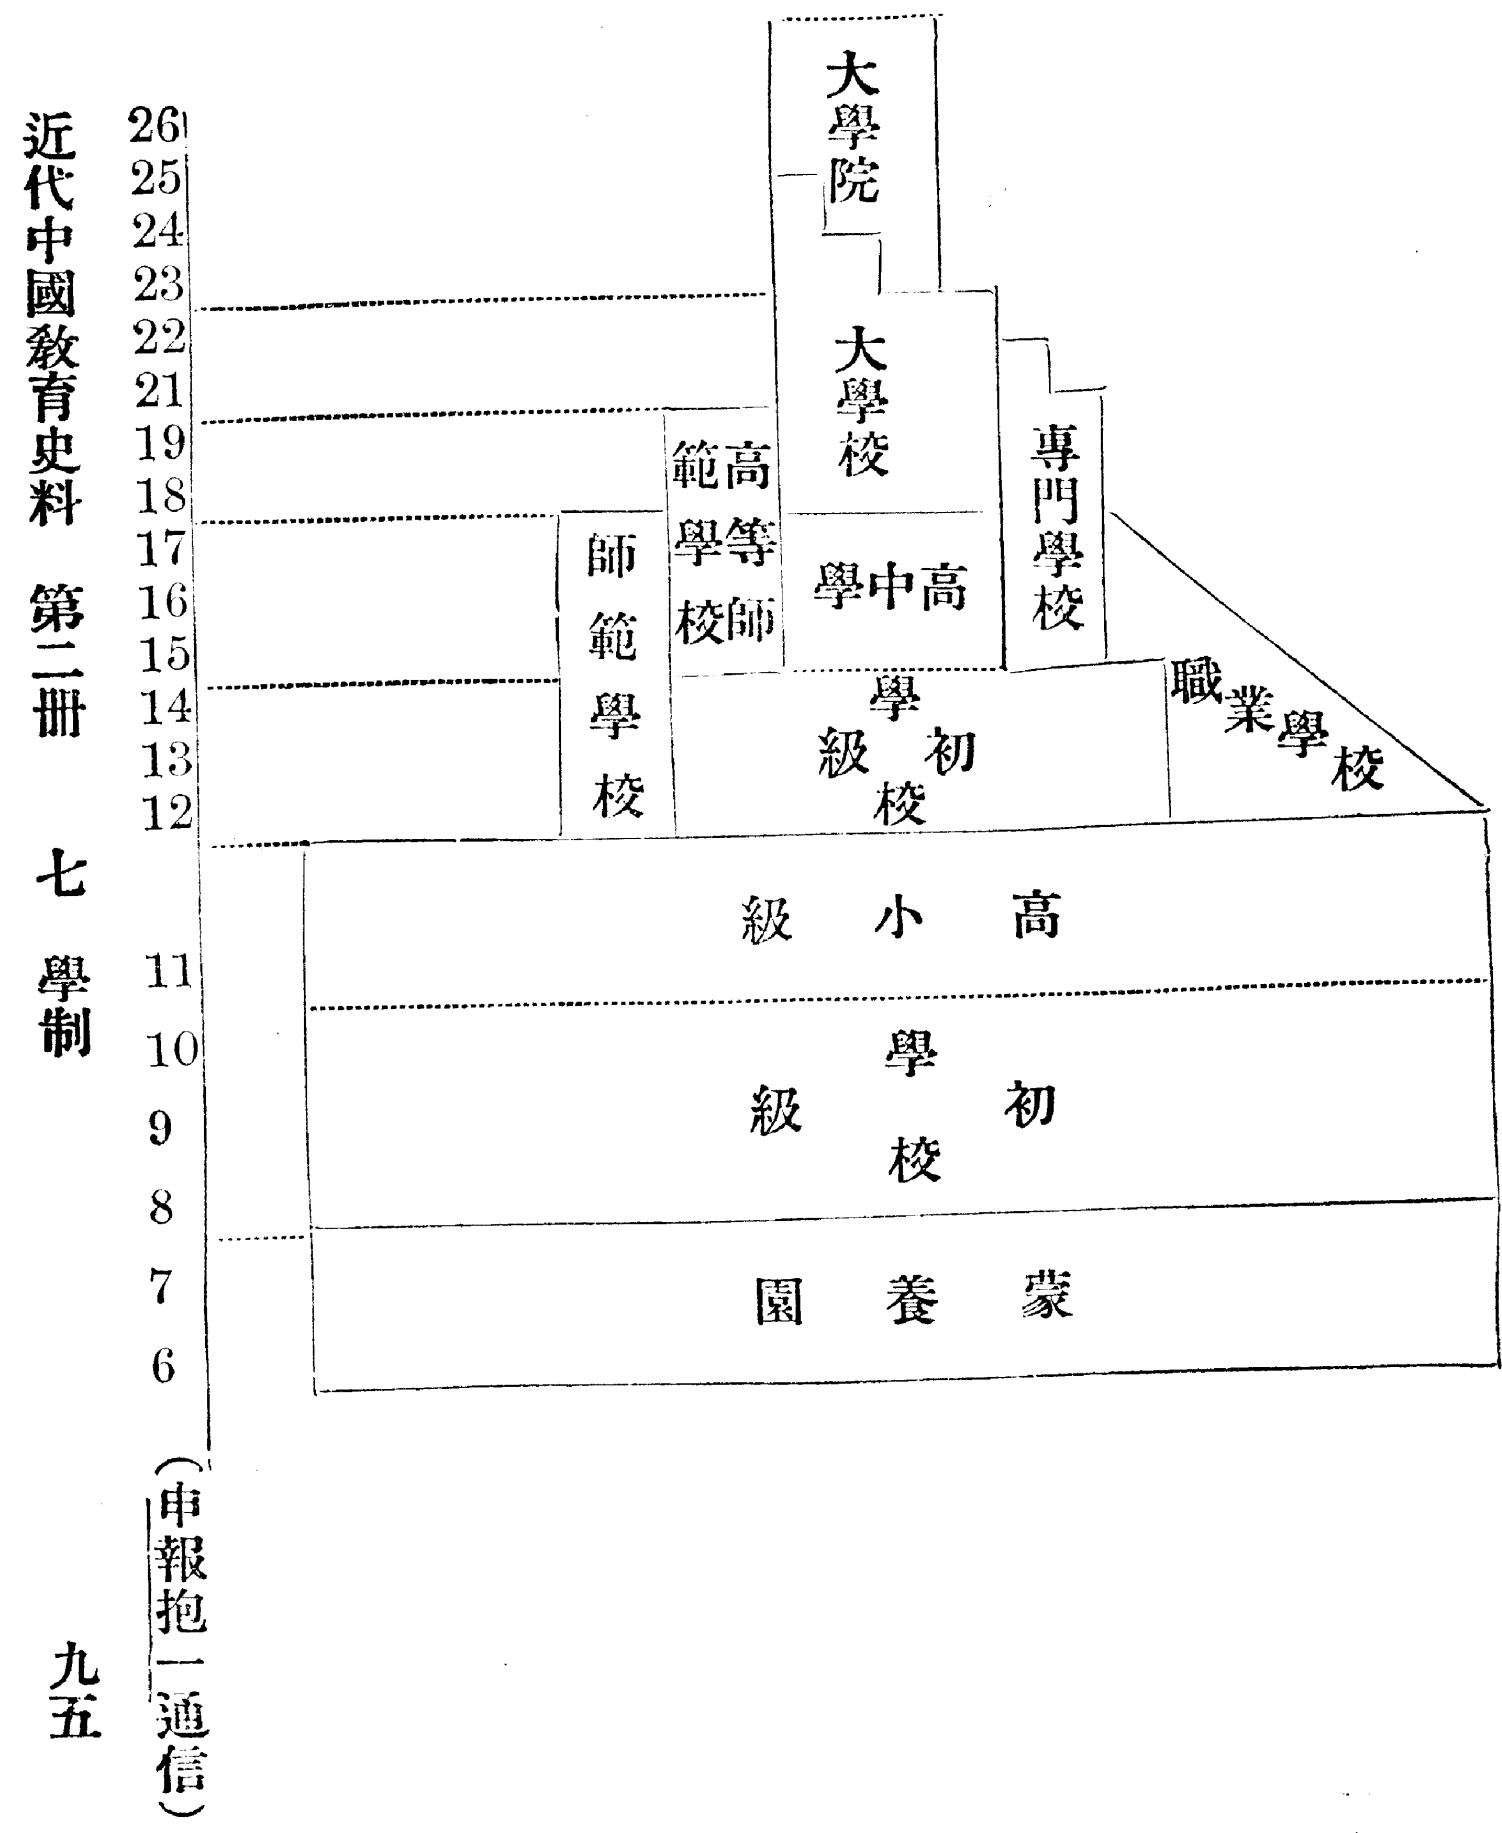 大學院
大學校
高中學
專門學校
高等師
範學校
師範學校
職業學校
初級學校
高小級
初級學校
蒙養園
26
25
24
23
22
21
19
18
17
16
15
14
13
12
11
10
9
8
7
6
(申報抱一通信)
近代中國敎育史料 第二冊 七 學制
九五